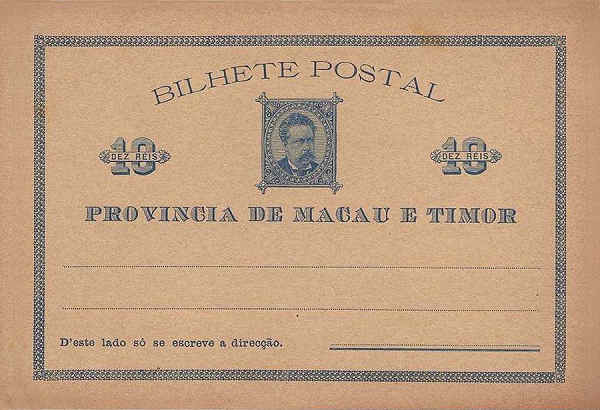 BILHETE POSTAL
10 DEZ REIS
10 DEZ REIS
PROVINCIA DE MACAU E TIMOR
D'este lado só se escreve a direcção.